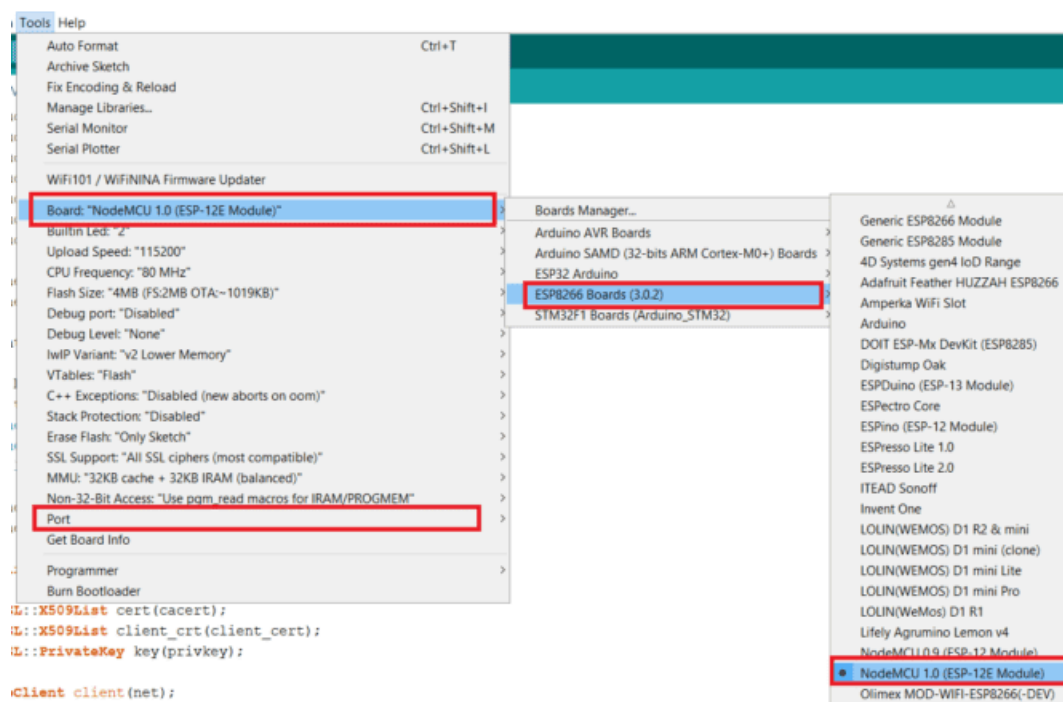 Tools Help
Auto Format Ctrl+T
Archive Sketch
Fix Encoding & Reload
Manage Libraries... Ctrl+Shift+I
Serial Monitor Ctrl+Shift+M
Serial Plotter Ctrl+Shift+L
WiFi101 / WiFiNINA Firmware Updater
Board: "NodeMCU 1.0 (ESP-12E Module)"
Builtin Led: "2"
Upload Speed: "115200"
CPU Frequency: "80 MHz"
Flash Size: "4MB (FS:2MB OTA:~1019KB)"
Debug port: "Disabled"
Debug Level: "None"
lwIP Variant: "v2 Lower Memory"
VTables: "Flash"
C++ Exceptions: "Disabled (new aborts on oom)"
Stack Protection: "Disabled"
Erase Flash: "Only Sketch"
SSL Support: "All SSL ciphers (most compatible)"
MMU: "32KB cache + 32KB IRAM (balanced)"
Non-32-Bit Access: "Use pgm_read macros for IRAM/PROGMEM"
Port
Get Board Info
Programmer
Burn Bootloader
Boards Manager...
Arduino AVR Boards
Arduino SAMD (32-bits ARM Cortex-M0+) Boards
ESP32 Arduino
ESP8266 Boards (3.0.2)
STM32F1 Boards (Arduino_STM32)
Generic ESP8266 Module
Generic ESP8285 Module
4D Systems gen4 IoD Range
Adafruit Feather HUZZAH ESP8266
Amperka WiFi Slot
Arduino
DOIT ESP-Mx DevKit (ESP8285)
Digistump Oak
ESPDuino (ESP-13 Module)
ESPectro Core
ESPino (ESP-12 Module)
ESPresso Lite 1.0
ESPresso Lite 2.0
ITEAD Sonoff
Invent One
LOLIN(WEMOS) D1 R2 & mini
LOLIN(WEMOS) D1 mini (clone)
LOLIN(WEMOS) D1 mini Lite
LOLIN(WEMOS) D1 mini Pro
LOLIN(WeMos) D1 R1
Lifely Agrumino Lemon v4
NodeMCU 0.9 (ESP-12 Module)
NodeMCU 1.0 (ESP-12E Module)
Olimex MOD-WIFI-ESP8266(-DEV)
L::X509List cert(cacert);
L::X509List client_crt(client_cert);
L::PrivateKey key(privkey);
Client client(net);